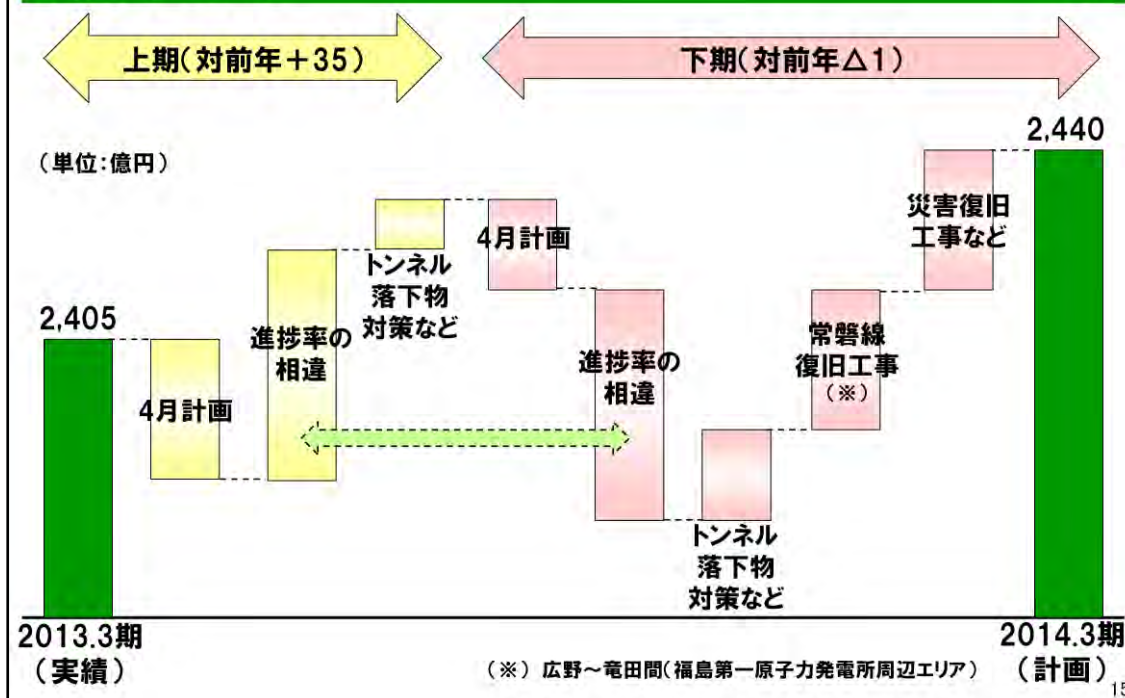 上期(対前年+35)
下期(対前年△1)
(単位:億円)
2,405
4月計画
進捗率の
相違
トンネル
落下物
対策など
4月計画
進捗率の
相違
トンネル
落下物
対策など
常磐線
復旧工事
(※)
災害復旧
工事など
2,440
2013.3期
(実績)
2014.3期
(計画)
(※) 広野~竜田間(福島第一原子力発電所周辺エリア)
15